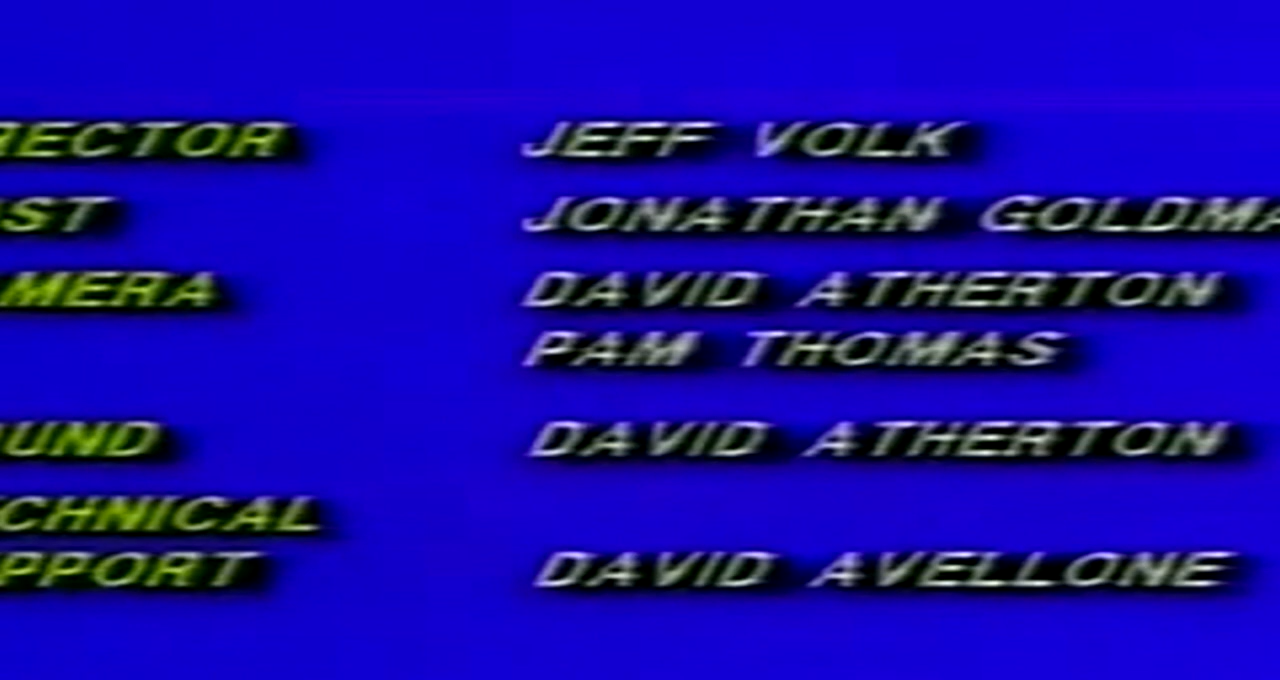 RECTOR JEFF VOLK
ST JONATHAN GOLDMA
MERA DAVID ATHERTON
PAM THOMAS
UND DAVID ATHERTON
CHNICAL
PPORT DAVID AVELLONE